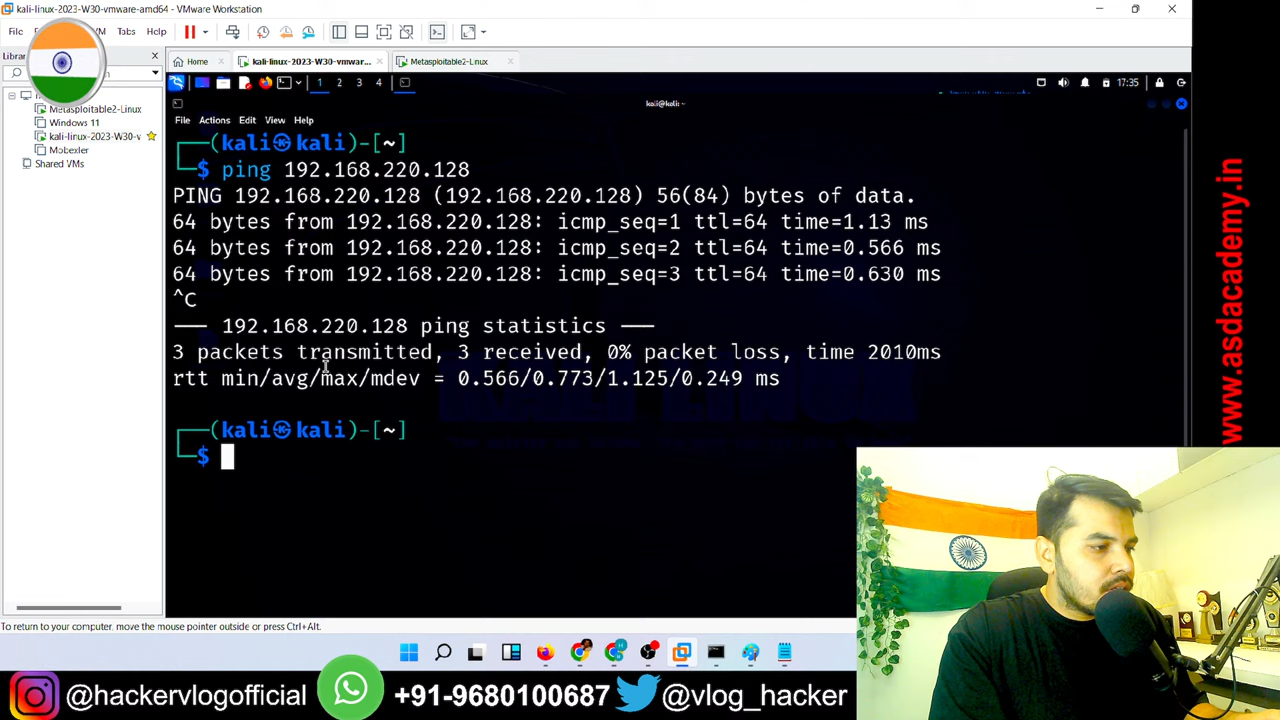 kali-linux-2023-W30-vmware-amd64 - VMware Workstation
File
M
Tabs
Help
Librar
Home
kali-linux-2023-W30-vmwar...
Metasploitable2-Linux
1 2 3 4
17:35
kali@kali: ~
File Actions Edit View Help
Metasploitable2-Linux
Windows 11
kali-linux-2023-W30-v
Mobexler
Shared VMs
(kali㉿kali)-[~]
$ ping 192.168.220.128
PING 192.168.220.128 (192.168.220.128) 56(84) bytes of data.
64 bytes from 192.168.220.128: icmp_seq=1 ttl=64 time=1.13 ms
64 bytes from 192.168.220.128: icmp_seq=2 ttl=64 time=0.566 ms
64 bytes from 192.168.220.128: icmp_seq=3 ttl=64 time=0.630 ms
^C
--- 192.168.220.128 ping statistics ---
3 packets transmitted, 3 received, 0% packet loss, time 2010ms
rtt min/avg/max/mdev = 0.566/0.773/1.125/0.249 ms
(kali㉿kali)-[~]
$
To return to your computer, move the mouse pointer outside or press Ctrl+Alt.
www.asdacademy.in
@hackervlogofficial
+91-9680100687
@vlog_hacker